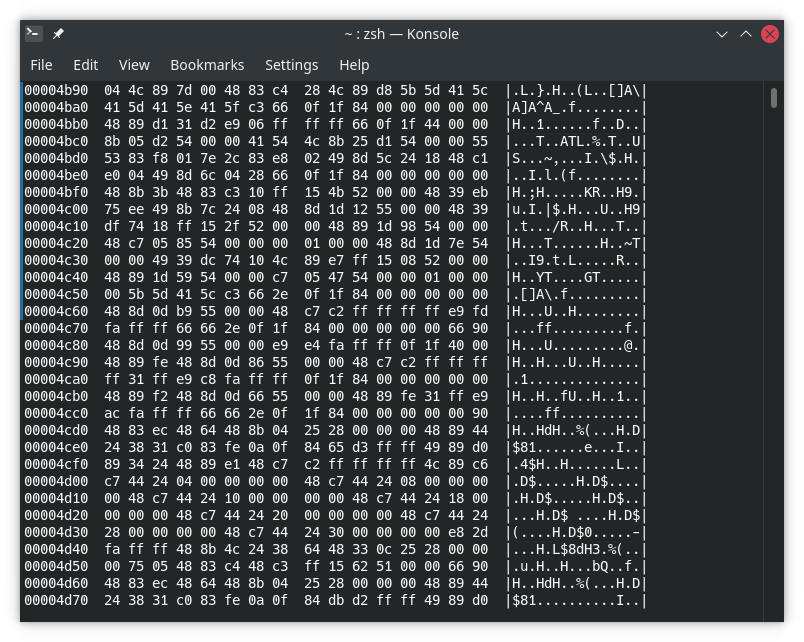 ~ : zsh — Konsole
File Edit View Bookmarks Settings Help
00004b90  04 4c 89 7d 00 48 83 c4  28 4c 89 d8 5b 5d 41 5c  |.L.}.H..(L..[]A\|
00004ba0  41 5d 41 5e 41 5f c3 66  0f 1f 84 00 00 00 00 00  |A]A^A_.f........|
00004bb0  48 89 d1 31 d2 e9 06 ff  ff ff 66 0f 1f 44 00 00  |H..1......f..D..|
00004bc0  8b 05 d2 54 00 00 41 54  4c 8b 25 d1 54 00 00 55  |...T..ATL.%.T..U|
00004bd0  53 83 f8 01 7e 2c 83 e8  02 49 8d 5c 24 18 48 c1  |S...~,...I.\$.H.|
00004be0  e0 04 49 8d 6c 04 28 66  0f 1f 84 00 00 00 00 00  |..I.l.(f........|
00004bf0  48 8b 3b 48 83 c3 10 ff  15 4b 52 00 00 48 39 eb  |H.;H.....KR..H9.|
00004c00  75 ee 49 8b 7c 24 08 48  8d 1d 12 55 00 00 48 39  |u.I.|$.H...U..H9|
00004c10  df 74 18 ff 15 2f 52 00  00 00 48 89 1d 98 54 00 00  |.t.../R..H...T..|
00004c20  48 c7 05 85 54 00 00 00  01 00 00 48 8d 1d 7e 54  |H...T......H..~T|
00004c30  00 00 49 39 dc 74 10 4c  89 e7 ff 15 08 52 00 00  |..I9.t.L.....R..|
00004c40  48 89 1d 59 54 00 00 c7  05 47 54 00 00 01 00 00  |H..YT....GT.....|
00004c50  00 5b 5d 41 5c c3 66 2e  0f 1f 84 00 00 00 00 00  |.[]A\.f.........|
00004c60  48 8d 0d b9 55 00 00 48  c7 c2 ff ff ff ff e9 fd  |H...U..H........|
00004c70  fa ff ff 66 66 2e 0f 1f  84 00 00 00 00 00 66 90  |...ff.........f.|
00004c80  48 8d 0d 99 55 00 00 e9  e4 fa ff ff 0f 1f 40 00  |H...U.........@.|
00004c90  48 89 fe 48 8d 0d 86 55  00 00 48 c7 c2 ff ff ff  |H..H...U..H.....|
00004ca0  ff 31 ff e9 c8 fa ff ff  0f 1f 84 00 00 00 00 00  |.1..............|
00004cb0  48 89 f2 48 8d 0d 66 55  00 00 48 89 fe 31 ff e9  |H..H..fU..H..1..|
00004cc0  ac fa ff ff 66 66 2e 0f  1f 84 00 00 00 00 00 90  |....ff..........|
00004cd0  48 83 ec 48 64 48 8b 04  25 28 00 00 00 48 89 44  |H..HdH..%(...H.D|
00004ce0  24 38 31 c0 83 fe 0a 0f  84 65 d3 ff ff 49 89 d0  |$81......e...I..|
00004cf0  89 34 24 48 89 e1 48 c7  c2 ff ff ff ff 4c 89 c6  |.4$H..H......L..|
00004d00  c7 44 24 04 00 00 00 00  48 c7 44 24 08 00 00 00  |.D$.....H.D$....|
00004d10  00 48 c7 44 24 10 00 00  00 00 48 c7 44 24 18 00  |.H.D$.....H.D$..|
00004d20  00 00 00 48 c7 44 24 20  00 00 00 00 48 c7 44 24  |...H.D$ ....H.D$|
00004d30  28 00 00 00 00 48 c7 44  24 30 00 00 00 00 e8 2d  |(....H.D$0.....-|
00004d40  fa ff ff 48 8b 4c 24 38  64 48 33 0c 25 28 00 00  |...H.L$8dH3.%(..|
00004d50  00 75 05 48 83 c4 48 c3  ff 15 62 51 00 00 66 90  |.u.H..H...bQ..f.|
00004d60  48 83 ec 48 64 48 8b 04  25 28 00 00 00 48 89 44  |H..HdH..%(...H.D|
00004d70  24 38 31 c0 83 fe 0a 0f  84 db d2 ff ff 49 89 d0  |$81..........I..|